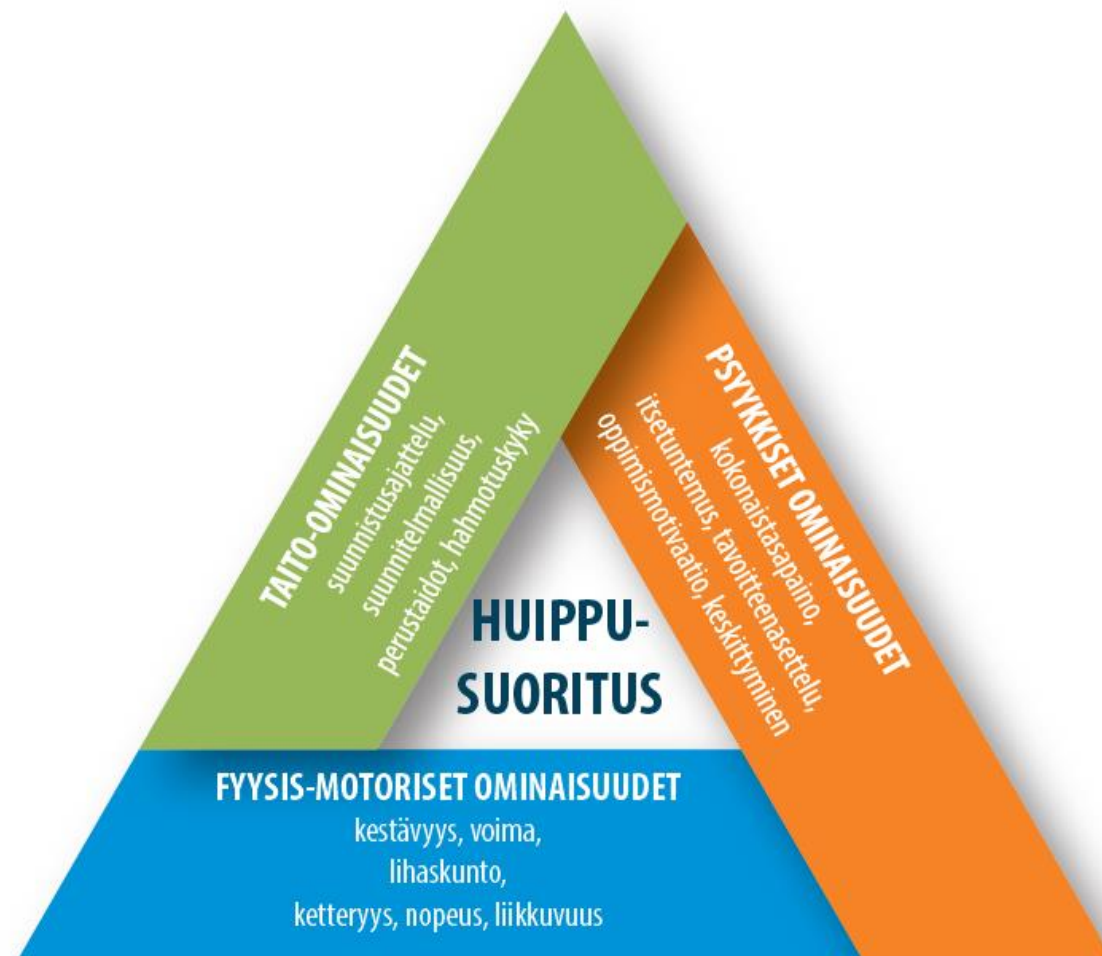 TAITO-OMINAISUUDET
suunnistusajattelu,
suunnitelmallisuus,
perustaidot, hahmotuskyky
PSYYKKISET OMINAISUUDET
kokonaistasapaino,
itsetuntemus, tavoitteenasettelu,
oppimismotivaatio, keskittyminen
HUIPPU-
SUORITUS
FYYSIS-MOTORISET OMINAISUUDET
kestävyys, voima,
lihaskunto,
ketteryys, nopeus, liikkuvuus